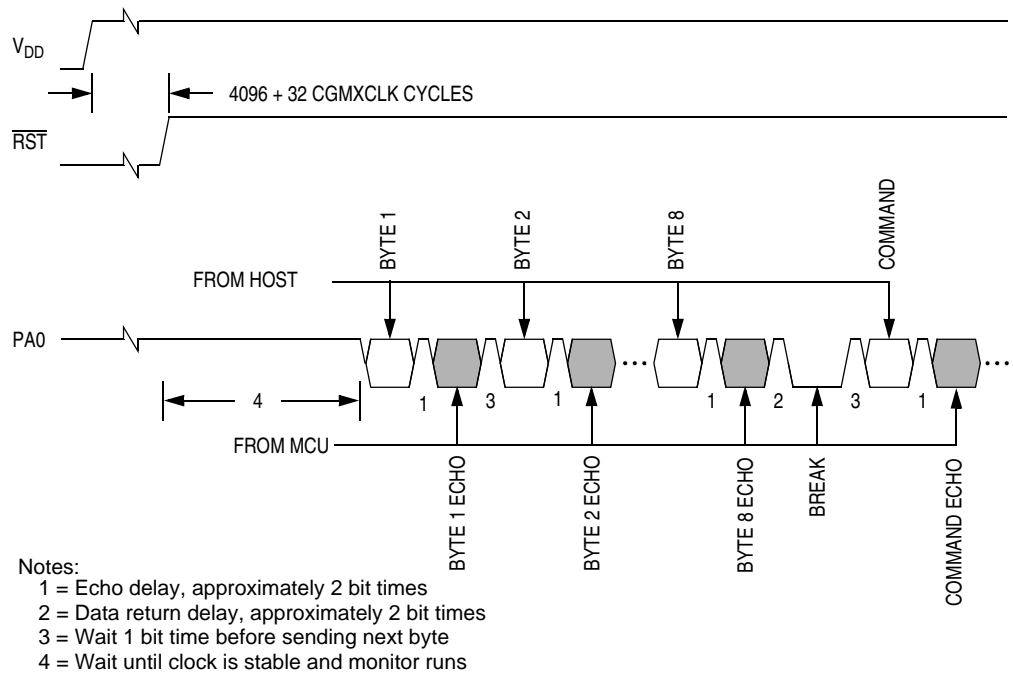 VDD
4096 + 32 CGMXCLK CYCLES
RST
BYTE 1
BYTE 2
BYTE 8
COMMAND
FROM HOST
PA0
4
1
3
1
1
2
3
1
FROM MCU
BYTE 1 ECHO
BYTE 2 ECHO
BYTE 8 ECHO
BREAK
COMMAND ECHO
Notes:
1 = Echo delay, approximately 2 bit times
2 = Data return delay, approximately 2 bit times
3 = Wait 1 bit time before sending next byte
4 = Wait until clock is stable and monitor runs